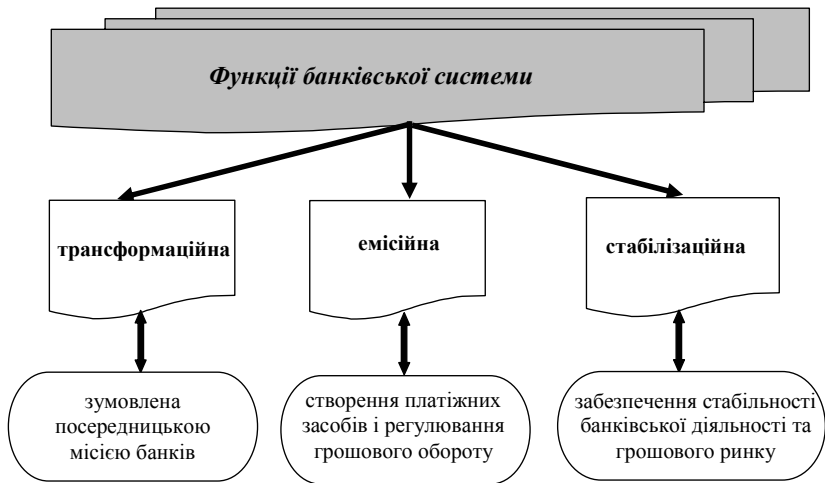 Функції банківської системи
трансформаційна
емісійна
стабілізаційна
зумовлена
посередницькою
місією банків
створення платіжних
засобів і регулювання
грошового обороту
забезпечення стабільності
банківської діяльності та
грошового ринку